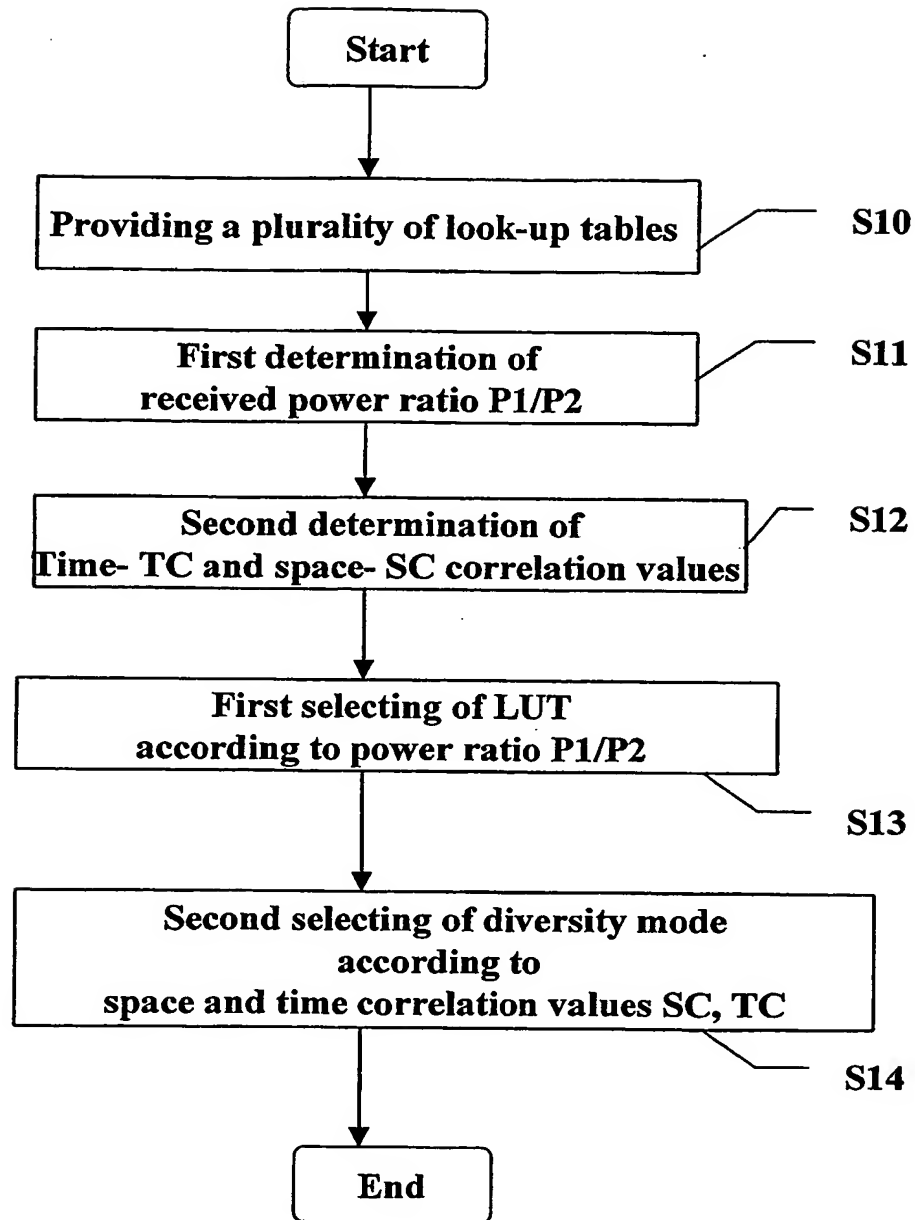 Start
Providing a plurality of look-up tables
S10
First determination of
received power ratio P1/P2
S11
Second determination of
Time- TC and space- SC correlation values
S12
First selecting of LUT
according to power ratio P1/P2
S13
Second selecting of diversity mode
according to
space and time correlation values SC, TC
S14
End